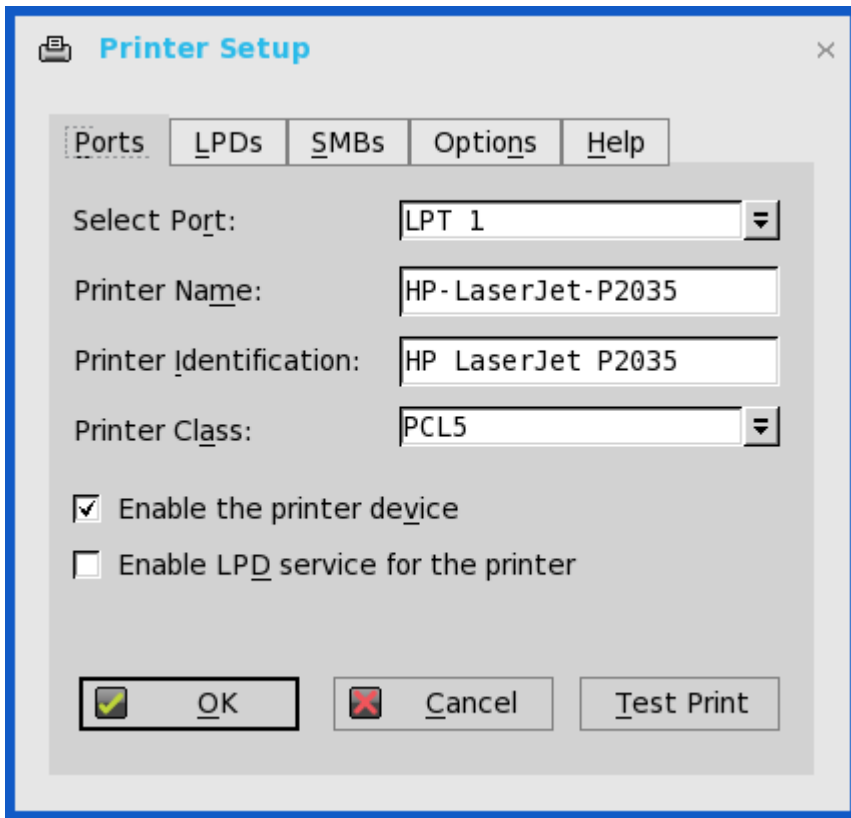 Printer Setup
Ports LPDs SMBs Options Help
Select Port: LPT 1
Printer Name: HP-LaserJet-P2035
Printer Identification: HP LaserJet P2035
Printer Class: PCL5
Enable the printer device
Enable LPD service for the printer
OK Cancel Test Print